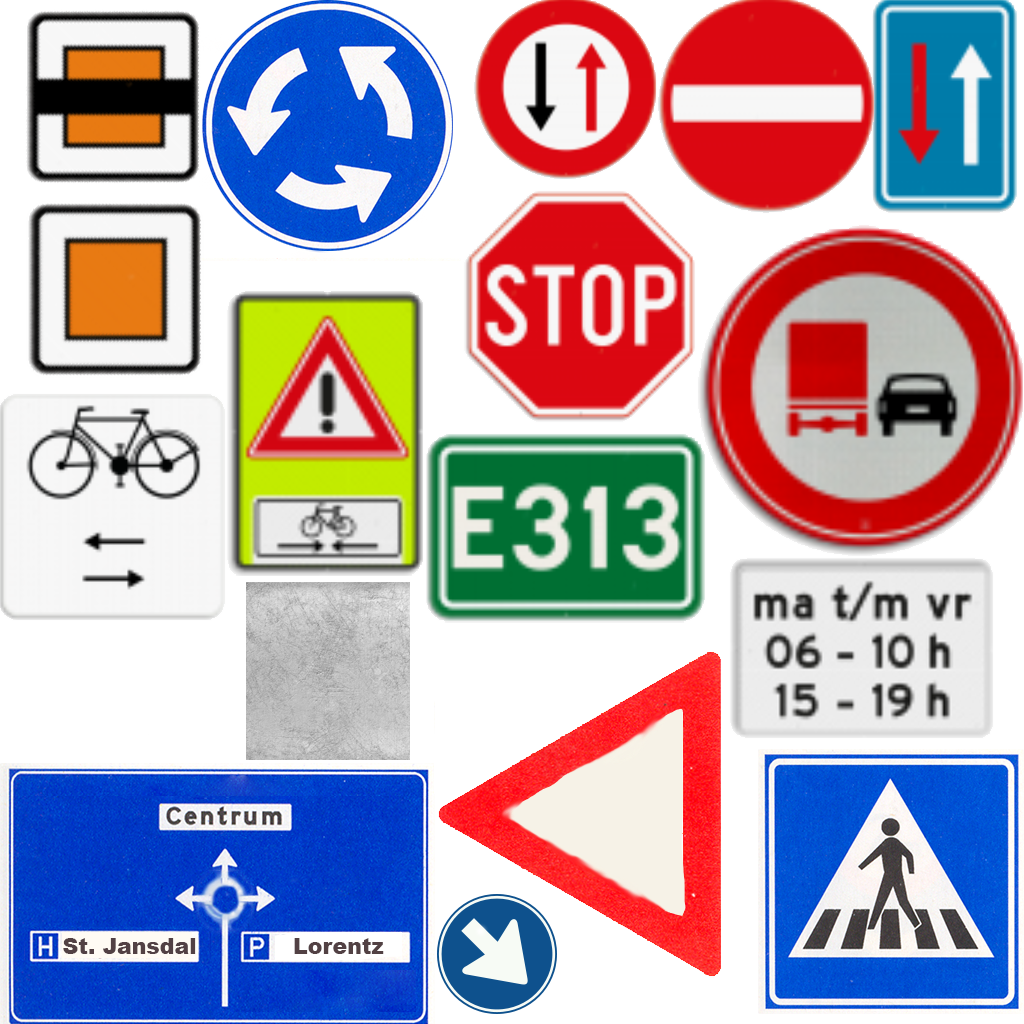 STOP
E313
ma t/m vr
06 - 10 h
15 - 19 h
Centrum
H St. Jansdal
P Lorentz